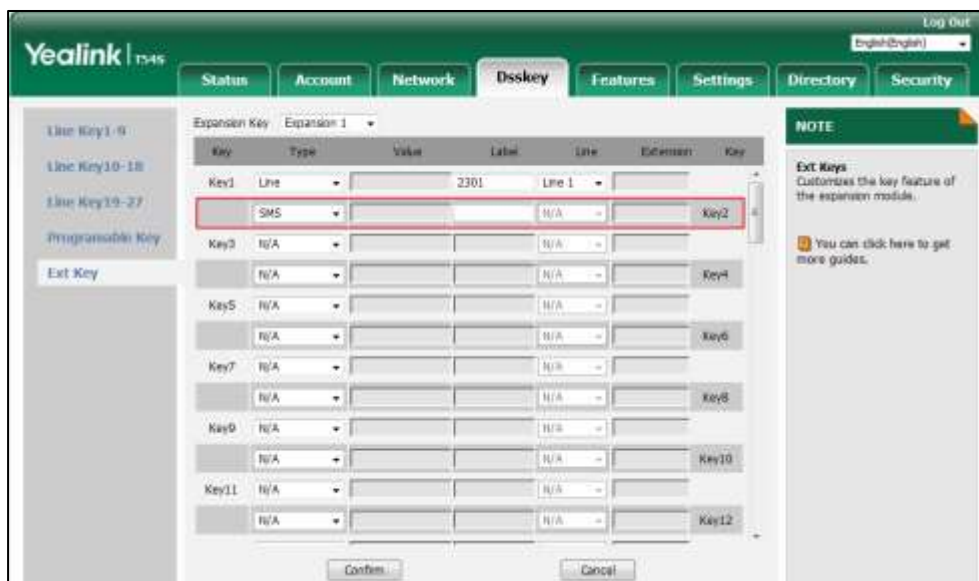 Log Out
English(English)
Yealink T54S
Status Account Network Dsskey Features Settings Directory Security
Line Key1-9
Line Key10-18
Line Key19-27
Programable Key
Ext Key
Expansion Key Expansion 1
Key Type Value Label Line Extension Key
Key1 Line 2301 Line 1
SMS N/A Key2
Key3 N/A N/A
N/A N/A Key4
Key5 N/A N/A
N/A N/A Key6
Key7 N/A N/A
N/A N/A Key8
Key9 N/A N/A
N/A N/A Key10
Key11 N/A N/A
N/A N/A Key12
Confirm Cancel
NOTE
Ext Keys
Customizes the key feature of
the expansion module.
You can click here to get
more guides.